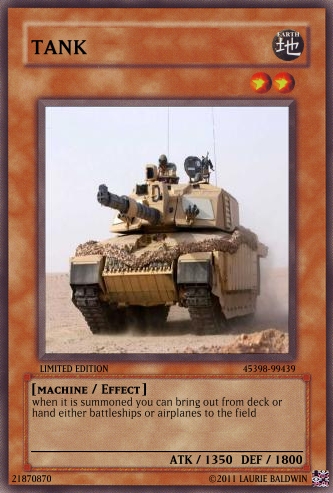 TANK
EARTH
地
LIMITED EDITION
45398-99439
[MACHINE / EFFECT]
when it is summoned you can bring out from deck or
hand either battleships or airplanes to the field
ATK / 1350 DEF / 1800
21870870
©2011 LAURIE BALDWIN